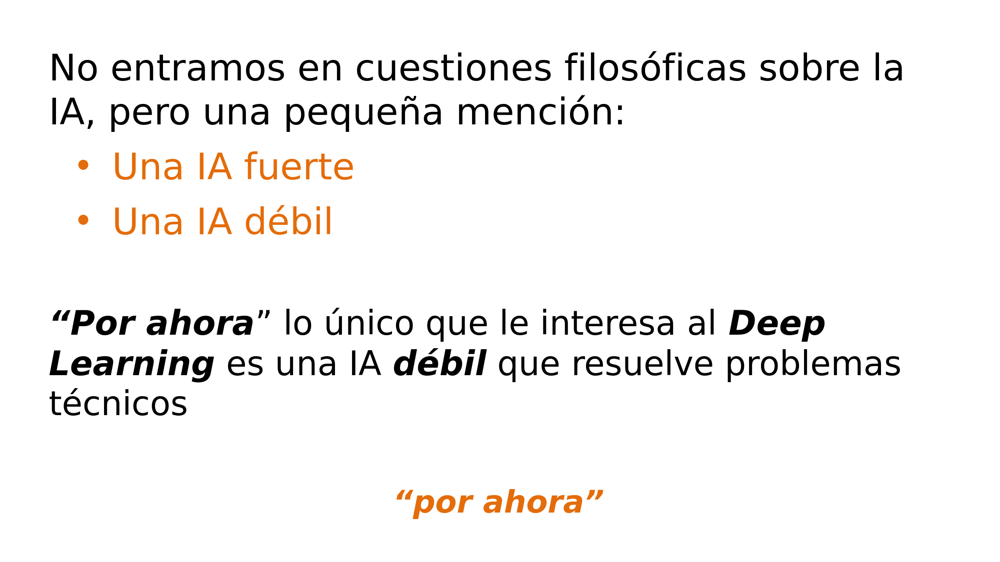 No entramos en cuestiones filosóficas sobre la
IA, pero una pequeña mención:
• Una IA fuerte
• Una IA débil
“Por ahora” lo único que le interesa al Deep
Learning es una IA débil que resuelve problemas
técnicos
“por ahora”